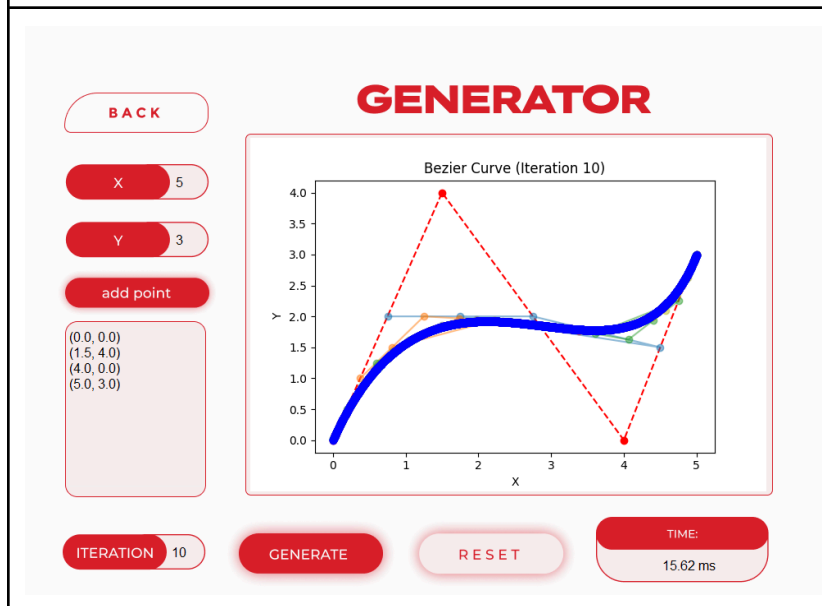 GENERATOR
BACK
X 5
Y 3
add point
(0.0, 0.0)
(1.5, 4.0)
(4.0, 0.0)
(5.0, 3.0)
ITERATION 10
Bezier Curve (Iteration 10)
4.0
3.5
3.0
2.5
2.0
1.5
1.0
0.5
0.0
Y
0 1 2 3 4 5
X
GENERATE
RESET
TIME:
15.62 ms